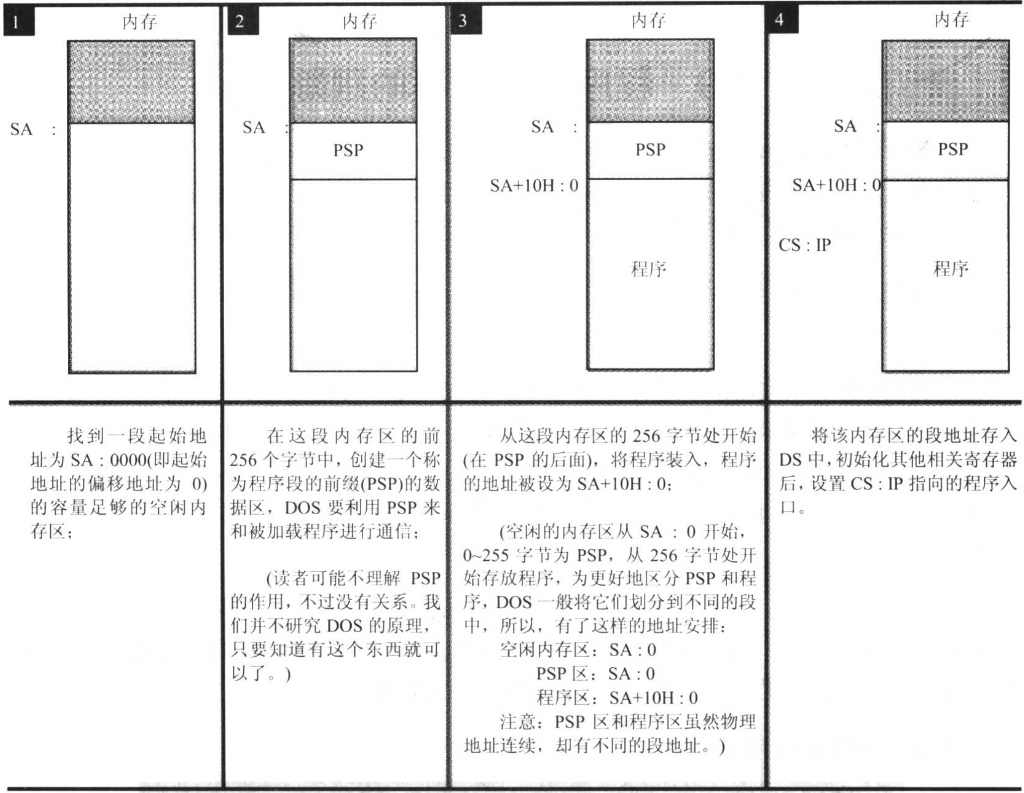 1
内存
SA :
找到一段起始地
址为 SA : 0000(即起始
地址的偏移地址为 0)
的容量足够的空闲内
存区;
2
内存
SA :
PSP
在这段内存区的前
256 个字节中，创建一个称
为程序段的前缀(PSP)的数
据区，DOS 要利用 PSP 来
和被加载程序进行通信;
(读者可能不理解 PSP
的作用，不过没有关系。我
们并不研究 DOS 的原理，
只要知道有这个东西就可
以了。)
3
内存
SA :
PSP
SA+10H : 0
程序
从这段内存区的 256 字节处开始
(在 PSP 的后面)，将程序装入，程序
的地址被设为 SA+10H : 0;
(空闲的内存区从 SA : 0 开始，
0~255 字节为 PSP，从 256 字节处开
始存放程序，为更好地区分 PSP 和程
序，DOS 一般将它们划分到不同的段
中，所以，有了这样的地址安排:
空闲内存区: SA : 0
PSP 区: SA : 0
程序区: SA+10H : 0
注意: PSP 区和程序区虽然物理
地址连续，却有不同的段地址。)
4
内存
SA :
PSP
SA+10H : 0
CS : IP
程序
将该内存区的段地址存入
DS 中，初始化其他相关寄存器
后，设置 CS : IP 指向的程序入
口。